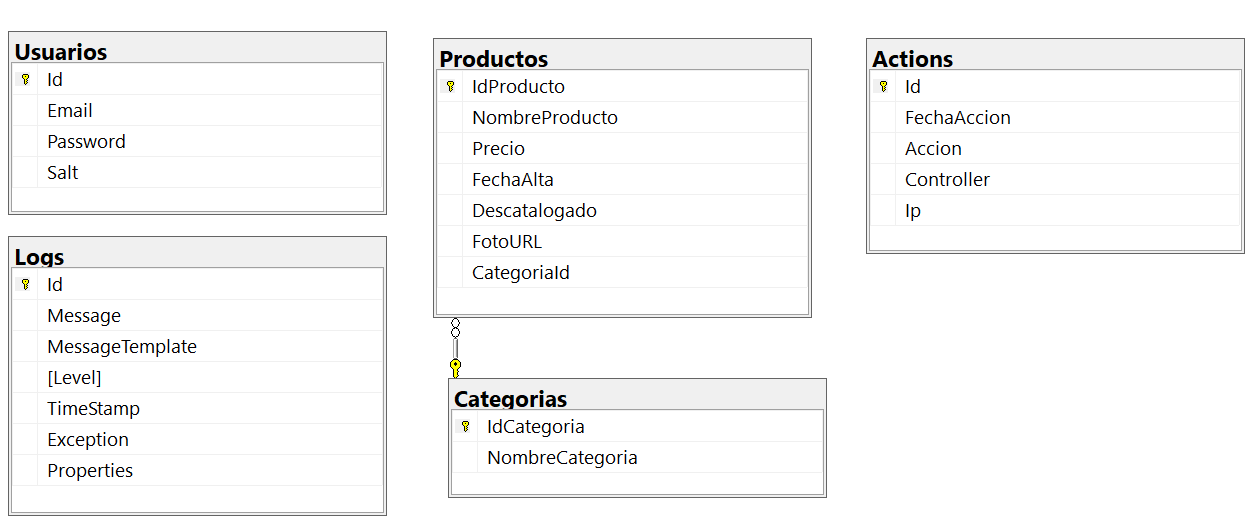 Usuarios
Id
Email
Password
Salt
Logs
Id
Message
MessageTemplate
[Level]
TimeStamp
Exception
Properties
Productos
IdProducto
NombreProducto
Precio
FechaAlta
Descatalogado
FotoURL
CategoriaId
Categorias
IdCategoria
NombreCategoria
Actions
Id
FechaAccion
Accion
Controller
Ip